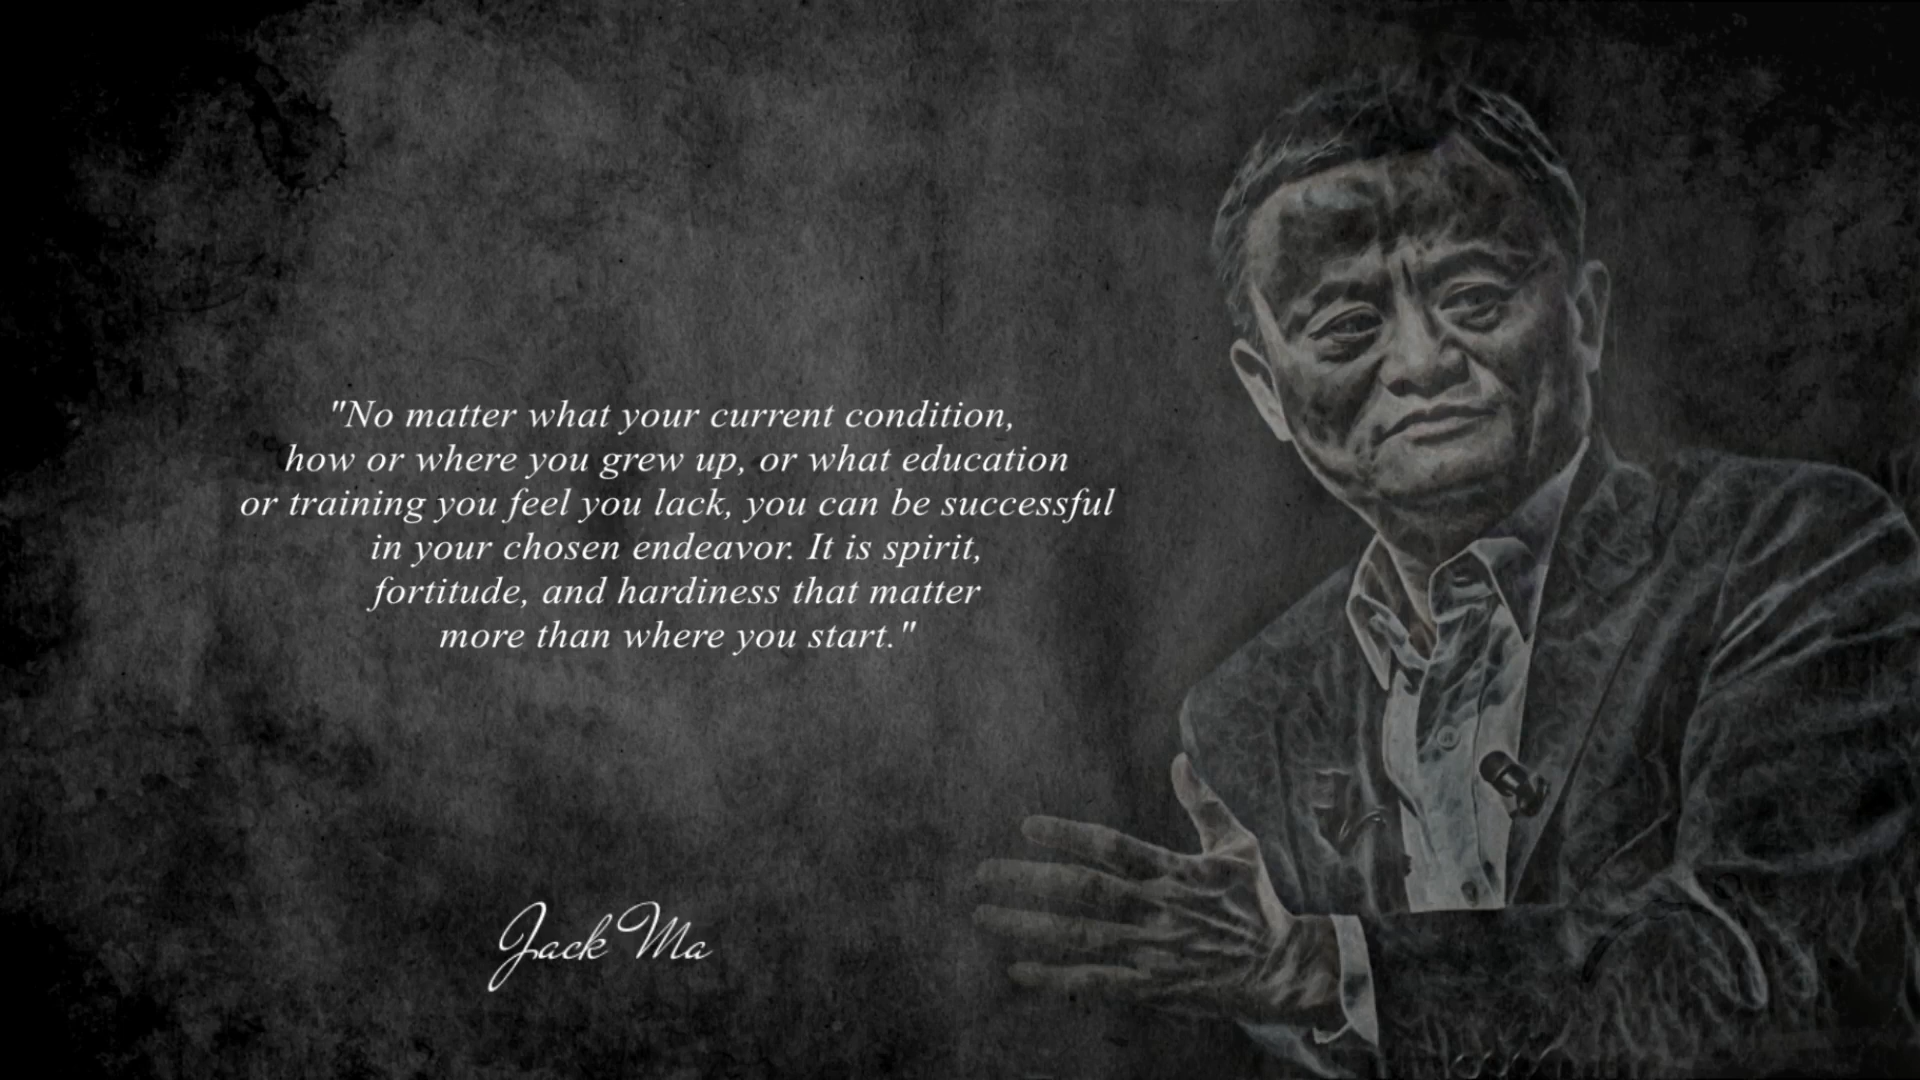 "No matter what your current condition,
how or where you grew up, or what education
or training you feel you lack, you can be successful
in your chosen endeavor. It is spirit,
fortitude, and hardiness that matter
more than where you start."
Jack Ma